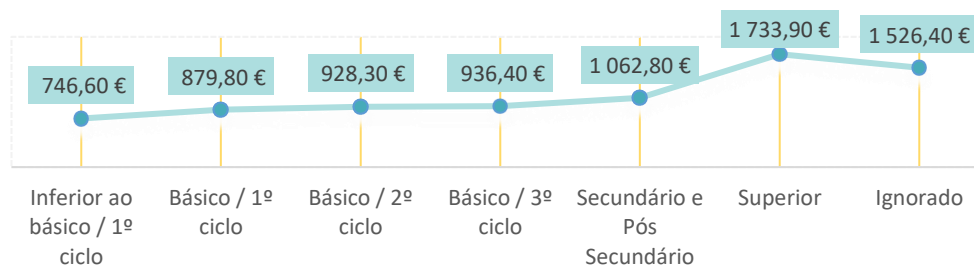 746,60 €
879,80 €
928,30 €
936,40 €
1 062,80 €
1 733,90 €
1 526,40 €
Inferior ao
básico / 1º
ciclo
Básico / 1º
ciclo
Básico / 2º
ciclo
Básico / 3º
ciclo
Secundário e
Pós
Secundário
Superior
Ignorado